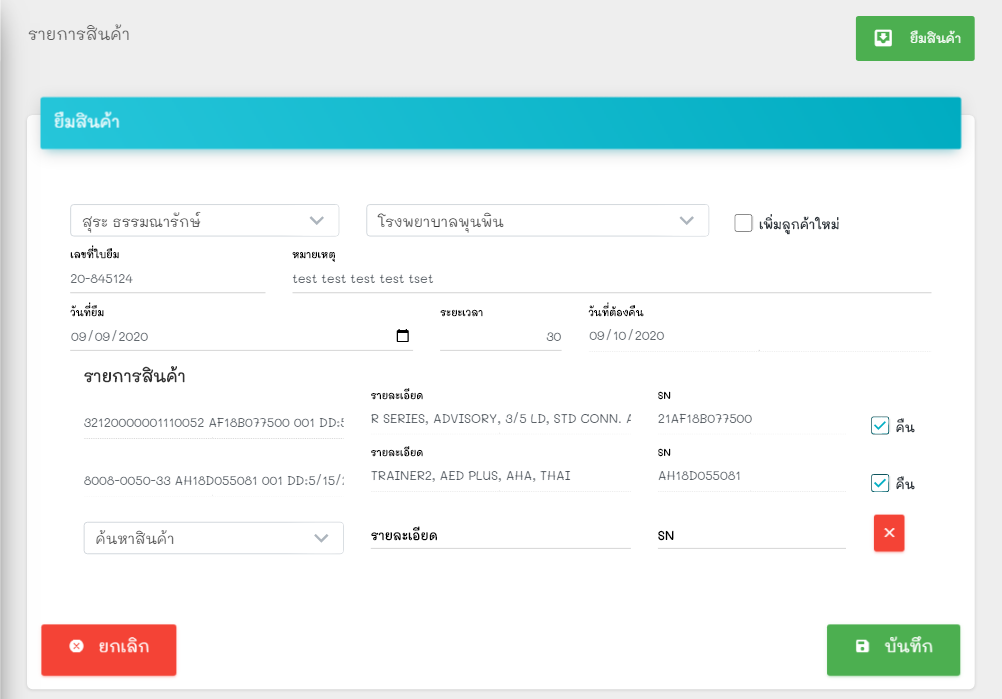 รายการสินค้า
ยืมสินค้า
ยืมสินค้า
สุระ ธรรมณารักษ์
โรงพยาบาลพุนพิน
เพิ่มลูกค้าใหม่
เลขที่ใบยืม
หมายเหตุ
20-845124
test test test test tset
วันที่ยืม
ระยะเวลา
วันที่ต้องคืน
09/09/2020
30
09/10/2020
รายการสินค้า
รายละเอียด
SN
32120000001110052 AF18B077500 001 DD:5
R SERIES, ADVISORY, 3/5 LD, STD CONN. A
21AF18B077500
คืน
รายละเอียด
SN
8008-0050-33 AH18D055081 001 DD:5/15/2
TRAINER2, AED PLUS, AHA, THAI
AH18D055081
คืน
ค้นหาสินค้า
รายละเอียด
SN
ยกเลิก
บันทึก